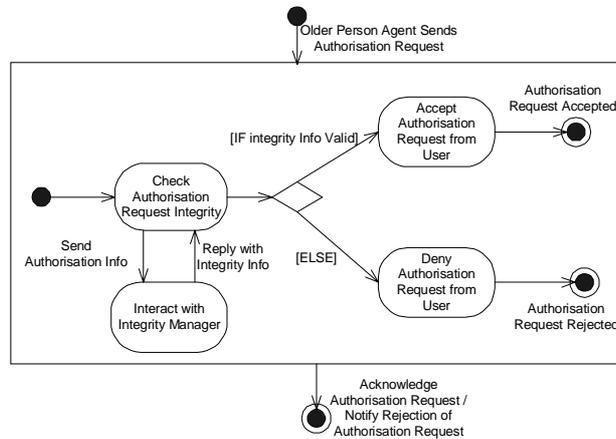 Older Person Agent Sends
Authorisation Request
Authorisation
Request Accepted
Accept
Authorisation
Request from
User
[IF integrity Info Valid]
Check
Authorisation
Request Integrity
Send
Authorisation Info
Reply with
Integrity Info
[ELSE]
Deny
Authorisation
Request from
User
Interact with
Integrity Manager
Authorisation
Request Rejected
Acknowledge
Authorisation Request /
Notify Rejection of
Authorisation Request